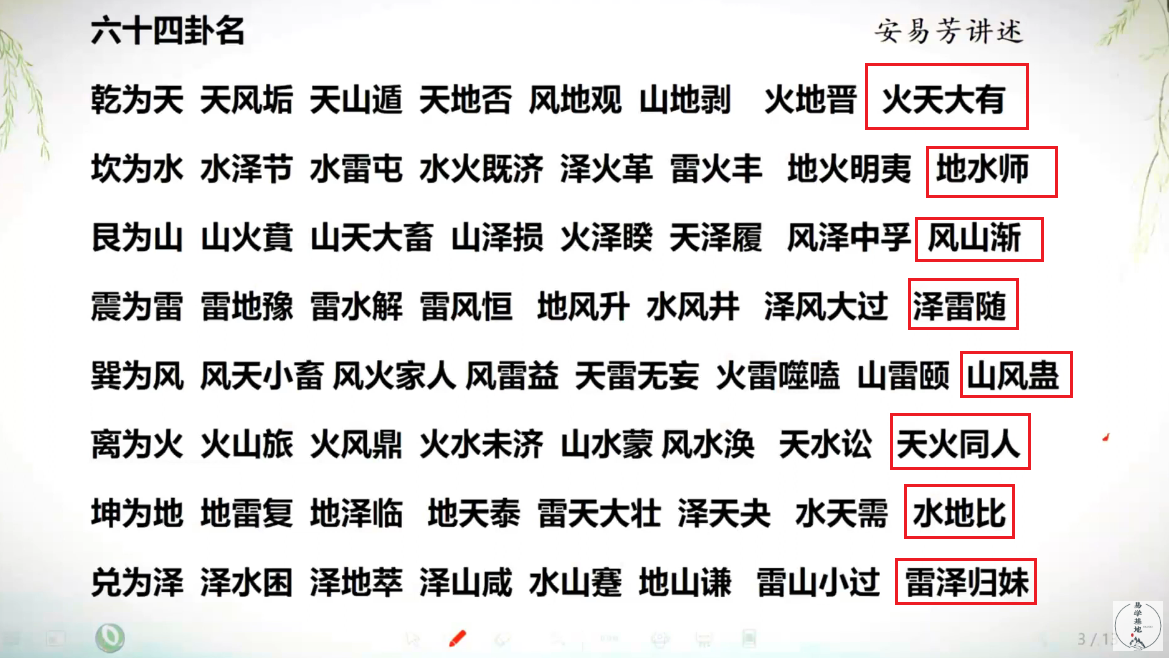 六十四卦名 安易芳讲述
乾为天 天风垢 天山遁 天地否 风地观 山地剥 火地晋 火天大有
坎为水 水泽节 水雷屯 水火既济 泽火革 雷火丰 地火明夷 地水师
艮为山 山火賁 山天大畜 山泽损 火泽睽 天泽履 风泽中孚 风山渐
震为雷 雷地豫 雷水解 雷风恒 地风升 水风井 泽风大过 泽雷随
巽为风 风天小畜 风火家人 风雷益 天雷无妄 火雷噬嗑 山雷颐 山风蛊
离为火 火山旅 火风鼎 火水未济 山水蒙 风水涣 天水讼 天火同人
坤为地 地雷复 地泽临 地天泰 雷天大壮 泽天夬 水天需 水地比
兑为泽 泽水困 泽地萃 泽山咸 水山蹇 地山谦 雷山小过 雷泽归妹
易学基地